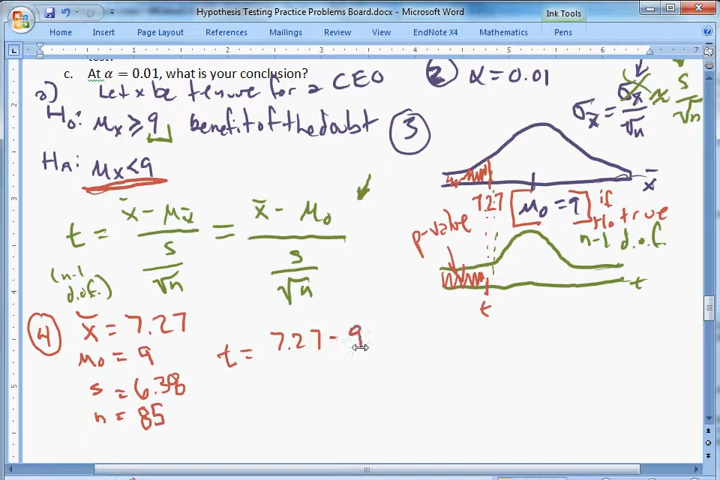 Hypothesis Testing Practice Problems Board.docx - Microsoft Word
Ink Tools
Home Insert Page Layout References Mailings Review View EndNote X4 Mathematics Pens
c. At α = 0.01, what is your conclusion?
a) Let x be tenure for a CEO
H₀: μₓ ≥ 9 benefit of the doubt
Hₐ: μₓ < 9
t = (x̄ - μₓ̄)/(s/√n) = (x̄ - μ₀)/(s/√n)
(n-1 d.o.f.)
② α = 0.01
σₓ̄ = σₓ/√n ≈ s/√n
③
x̄
7.27 μ₀ = 9 if H₀ true
p-value
n-1 d.o.f.
t
t
④ x̄ = 7.27
μ₀ = 9
s = 6.38
n = 85
t = 7.27 - 9